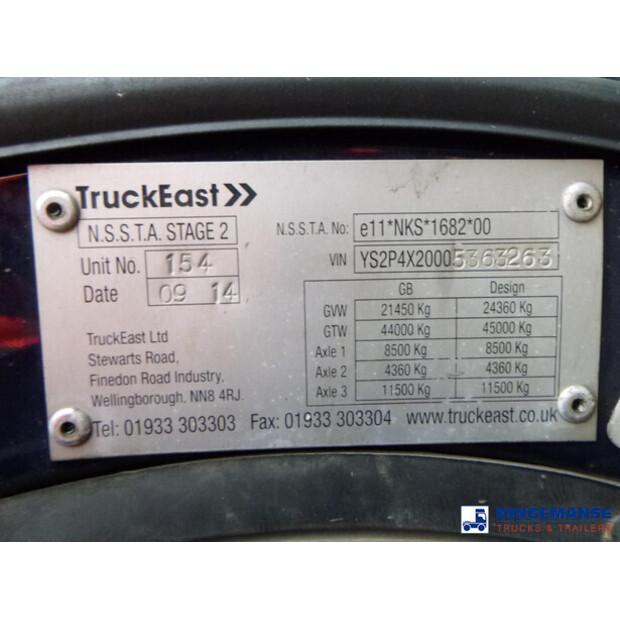 TruckEast
N.S.S.T.A. STAGE 2
N.S.S.T.A. No: e11*NKS*1682*00
Unit No. 154
VIN YS2P4X20005363263
Date 09 14
GB Design
GVW 21450 Kg 24360 Kg
GTW 44000 Kg 45000 Kg
Axle 1 8500 Kg 8500 Kg
Axle 2 4360 Kg 4360 Kg
Axle 3 11500 Kg 11500 Kg
TruckEast Ltd
Stewarts Road,
Finedon Road Industry,
Wellingborough. NN8 4RJ.
Tel: 01933 303303 Fax: 01933 303304 www.truckeast.co.uk
DINGEMANSE
TRUCKS & TRAILERS